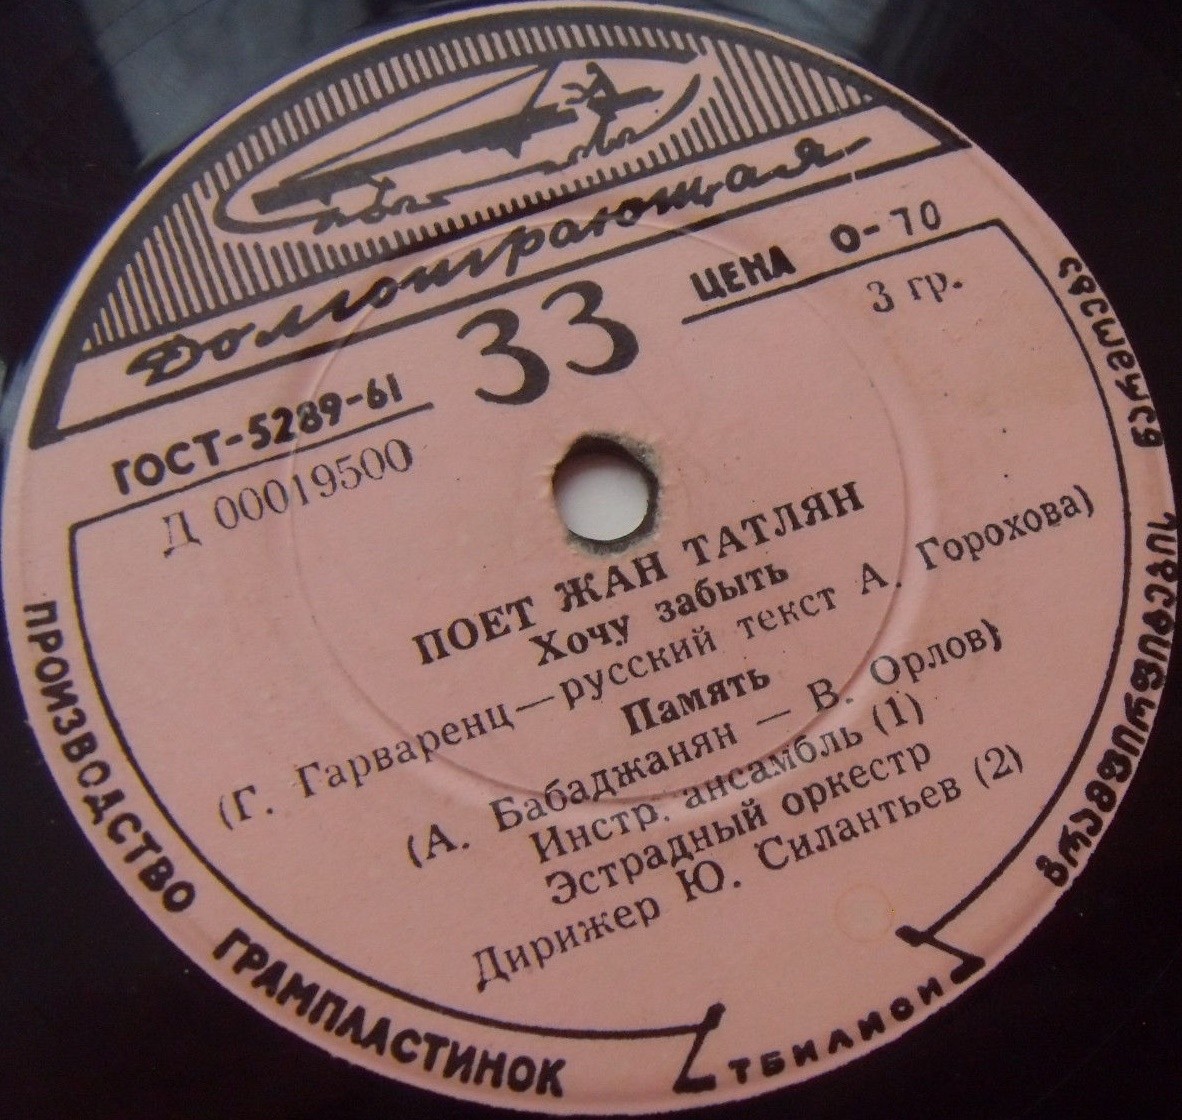 Долгоиграющая
ГОСТ-5289-61
33
ЦЕНА 0-70
Д 00019500
3 гр.
ПОЕТ ЖАН ТАТЛЯН
Хочу забыть
(Г. Гарваренц—русский текст А. Горохова)
Память
(А. Бабаджанян — В. Орлов)
Инстр. ансамбль (1)
Эстрадный оркестр
Дирижер Ю. Силантьев (2)
ПРОИЗВОДСТВО ГРАМПЛАСТИНОК
ТБИЛИСИ
გრამფირფიტების